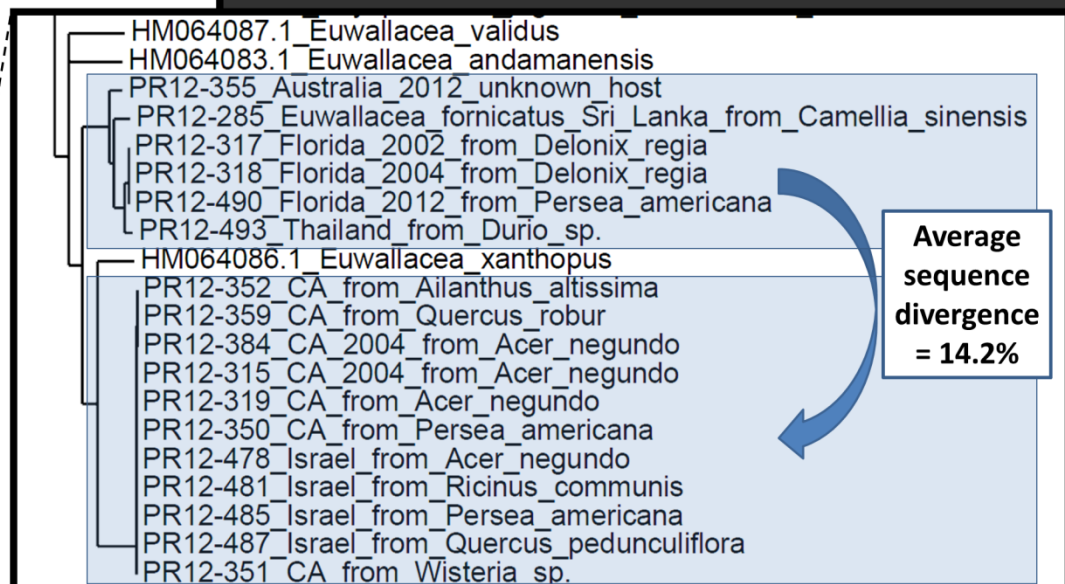 HM064087.1_Euwallacea_validus
HM064083.1_Euwallacea_andamanensis
PR12-355_Australia_2012_unknown_host
PR12-285_Euwallacea_fornicatus_Sri_Lanka_from_Camellia_sinensis
PR12-317_Florida_2002_from_Delonix_regia
PR12-318_Florida_2004_from_Delonix_regia
PR12-490_Florida_2012_from_Persea_americana
PR12-493_Thailand_from_Durio_sp.
HM064086.1_Euwallacea_xanthopus
PR12-352_CA_from_Ailanthus_altissima
PR12-359_CA_from_Quercus_robur
PR12-384_CA_2004_from_Acer_negundo
PR12-315_CA_2004_from_Acer_negundo
PR12-319_CA_from_Acer_negundo
PR12-350_CA_from_Persea_americana
PR12-478_Israel_from_Acer_negundo
PR12-481_Israel_from_Ricinus_communis
PR12-485_Israel_from_Persea_americana
PR12-487_Israel_from_Quercus_pedunculiflora
PR12-351_CA_from_Wisteria_sp.
Average
sequence
divergence
= 14.2%